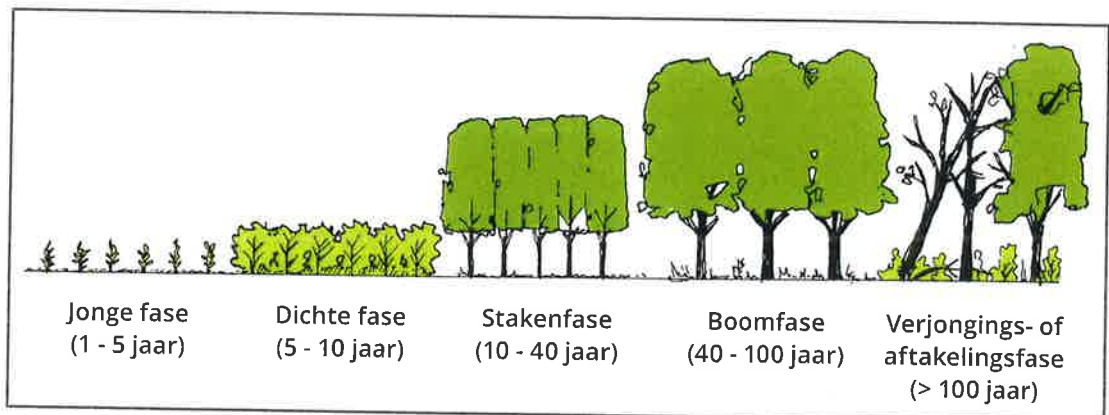 Jonge fase
(1 - 5 jaar)
Dichte fase
(5 - 10 jaar)
Stakenfase
(10 - 40 jaar)
Boomfase
(40 - 100 jaar)
Verjongings- of
aftakelingsfase
(> 100 jaar)